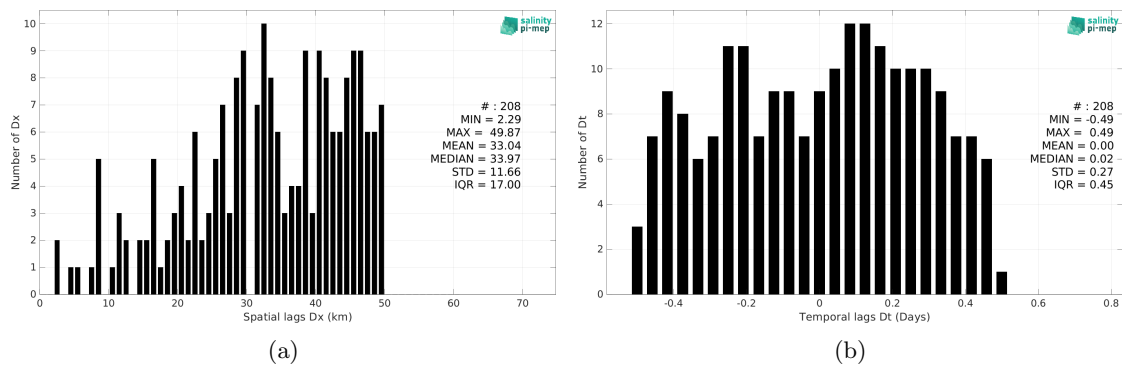 10
9
8
7
6
5
4
3
2
1
0
Number of Dx
0 10 20 30 40 50 60 70
Spatial lags Dx (km)
salinity
pi-mep
# : 208
MIN = 2.29
MAX = 49.87
MEAN = 33.04
MEDIAN = 33.97
STD = 11.66
IQR = 17.00
(a)
12
10
8
6
4
2
0
Number of Dt
-0.4 -0.2 0 0.2 0.4 0.6 0.8
Temporal lags Dt (Days)
salinity
pi-mep
# : 208
MIN = -0.49
MAX = 0.49
MEAN = 0.00
MEDIAN = 0.02
STD = 0.27
IQR = 0.45
(b)